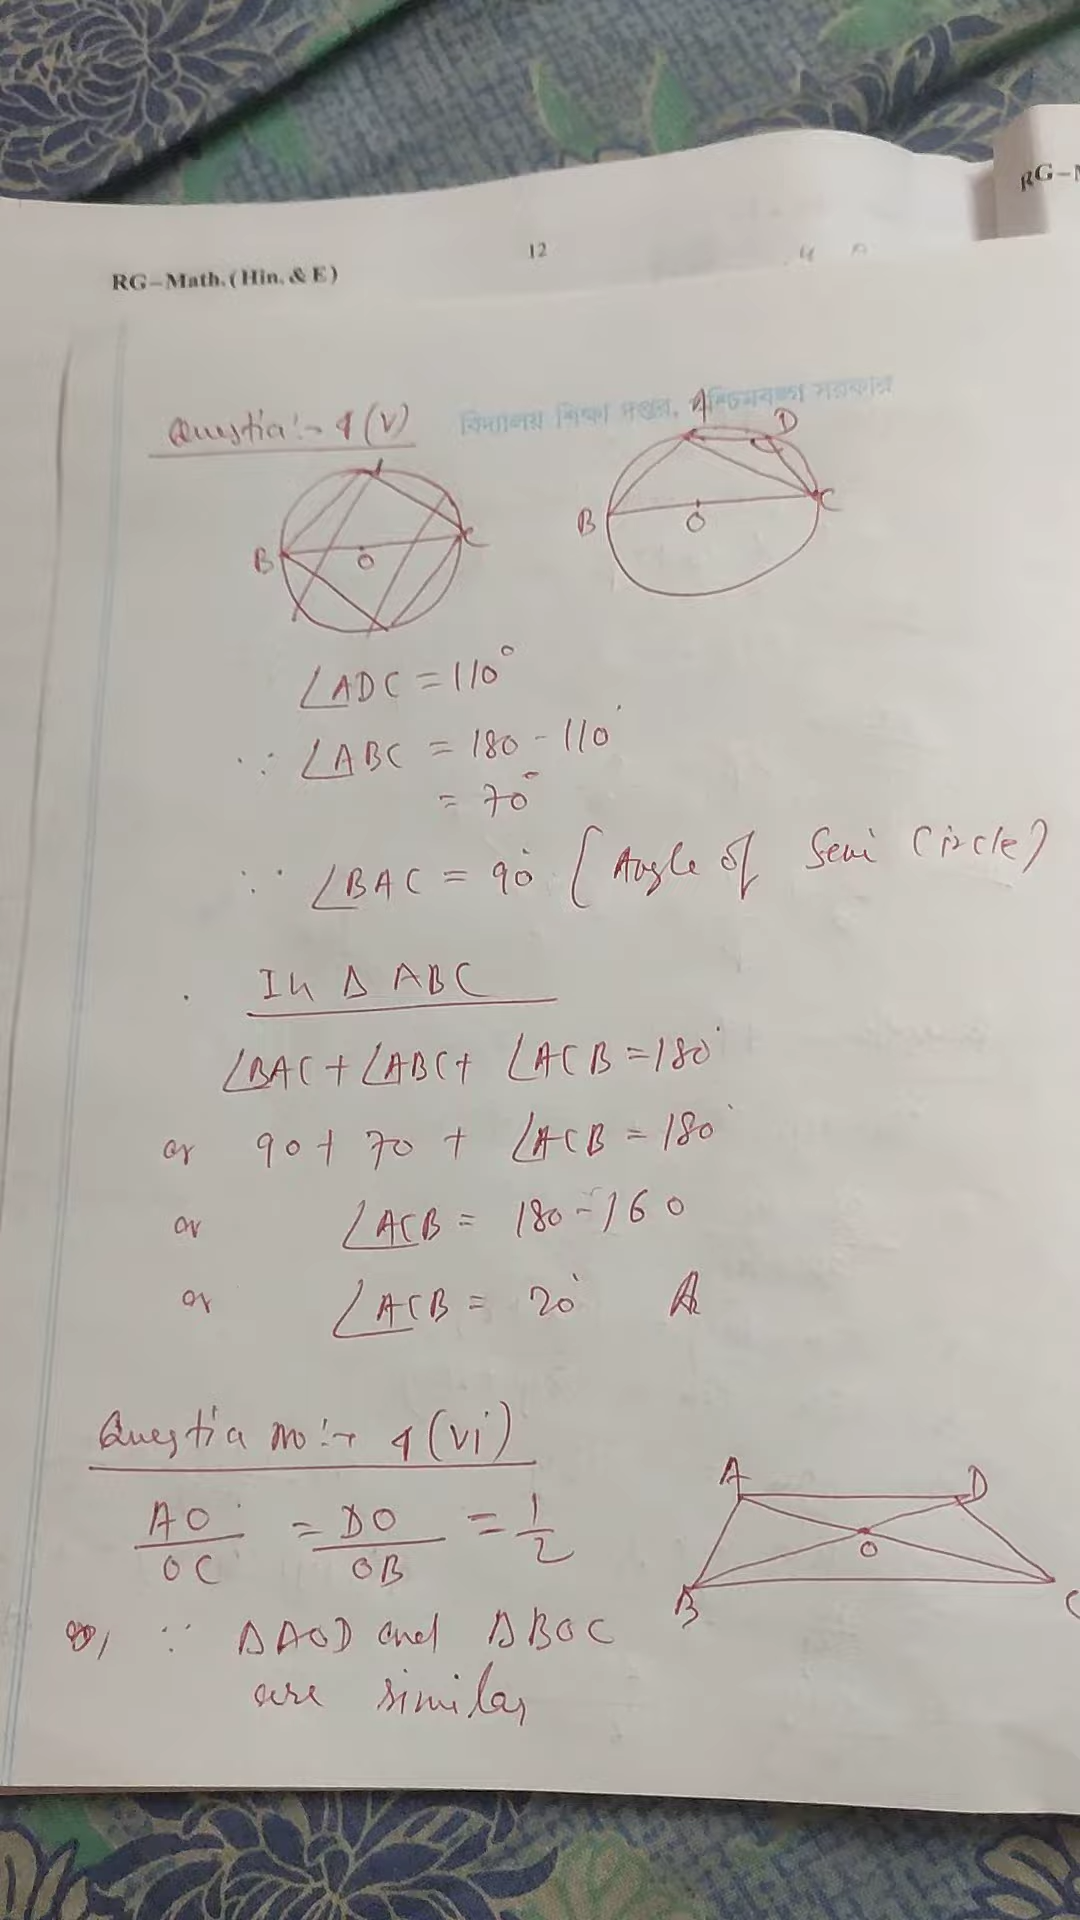 RG-M
12
RG–Math. (Hin. & E)
বিদ্যালয় শিক্ষা দপ্তর, পশ্চিমবঙ্গ সরকার
Questia:- 4(V)
A
B
O
C
A
D
B
O
C
∠ADC = 110°
∵ ∠ABC = 180 - 110°
= 70°
∵ ∠BAC = 90° (Angle of Semi Circle)
In Δ ABC
∠BAC + ∠ABC + ∠ACB = 180°
or 90 + 70 + ∠ACB = 180°
or ∠ACB = 180 - 160
or ∠ACB = 20°
Questia no:- 4(vi)
A
D
AO/OC = DO/OB = 1/2
O
B
C
∵ ΔAOD and ΔBOC
are similar